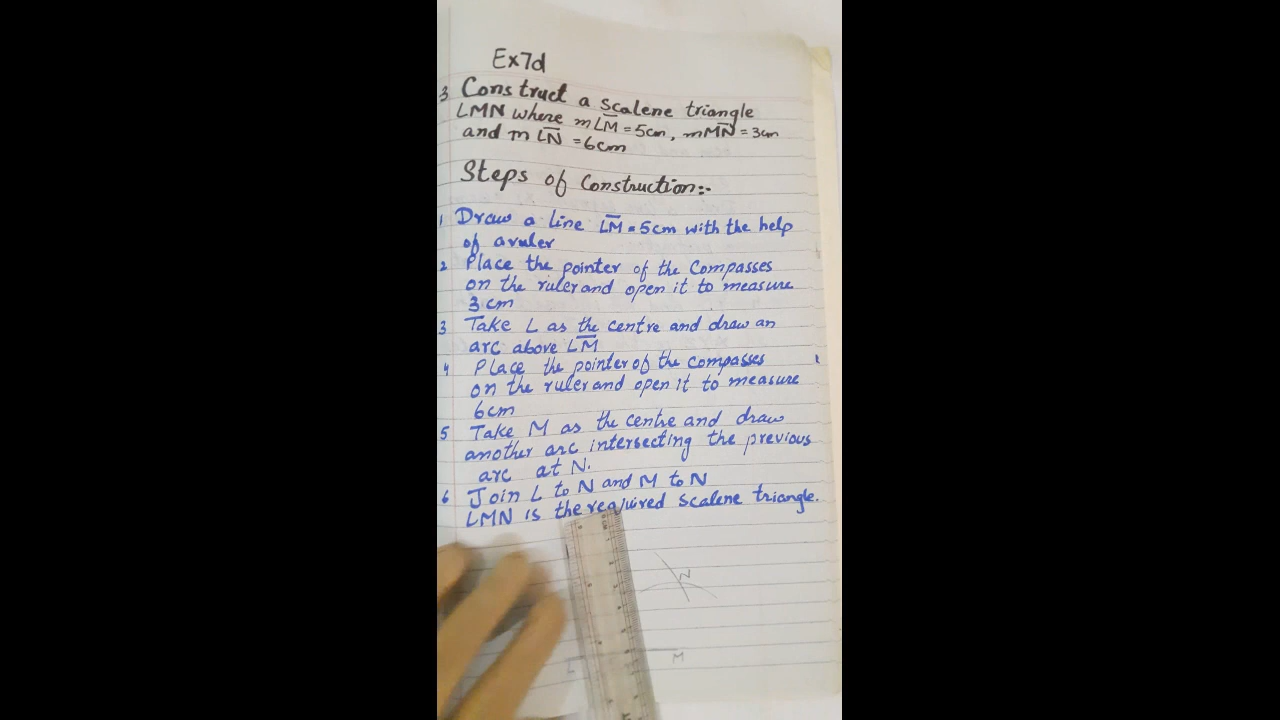 Ex7d
3 Construct a scalene triangle
LMN where mLM̅ = 5cm, mMN̅ = 3cm
and m LN̅ = 6cm
Steps of Construction:-
1 Draw a line LM̅ = 5cm with the help
of a ruler
2 Place the pointer of the Compasses
on the ruler and open it to measure
3cm
3 Take L as the centre and draw an
arc above LM̅
4 Place the pointer of the compasses
on the ruler and open it to measure
6cm
5 Take M as the centre and draw
another arc intersecting the previous
arc at N.
6 Join L to N and M to N
LMN is the required scalene triangle.
N
L M